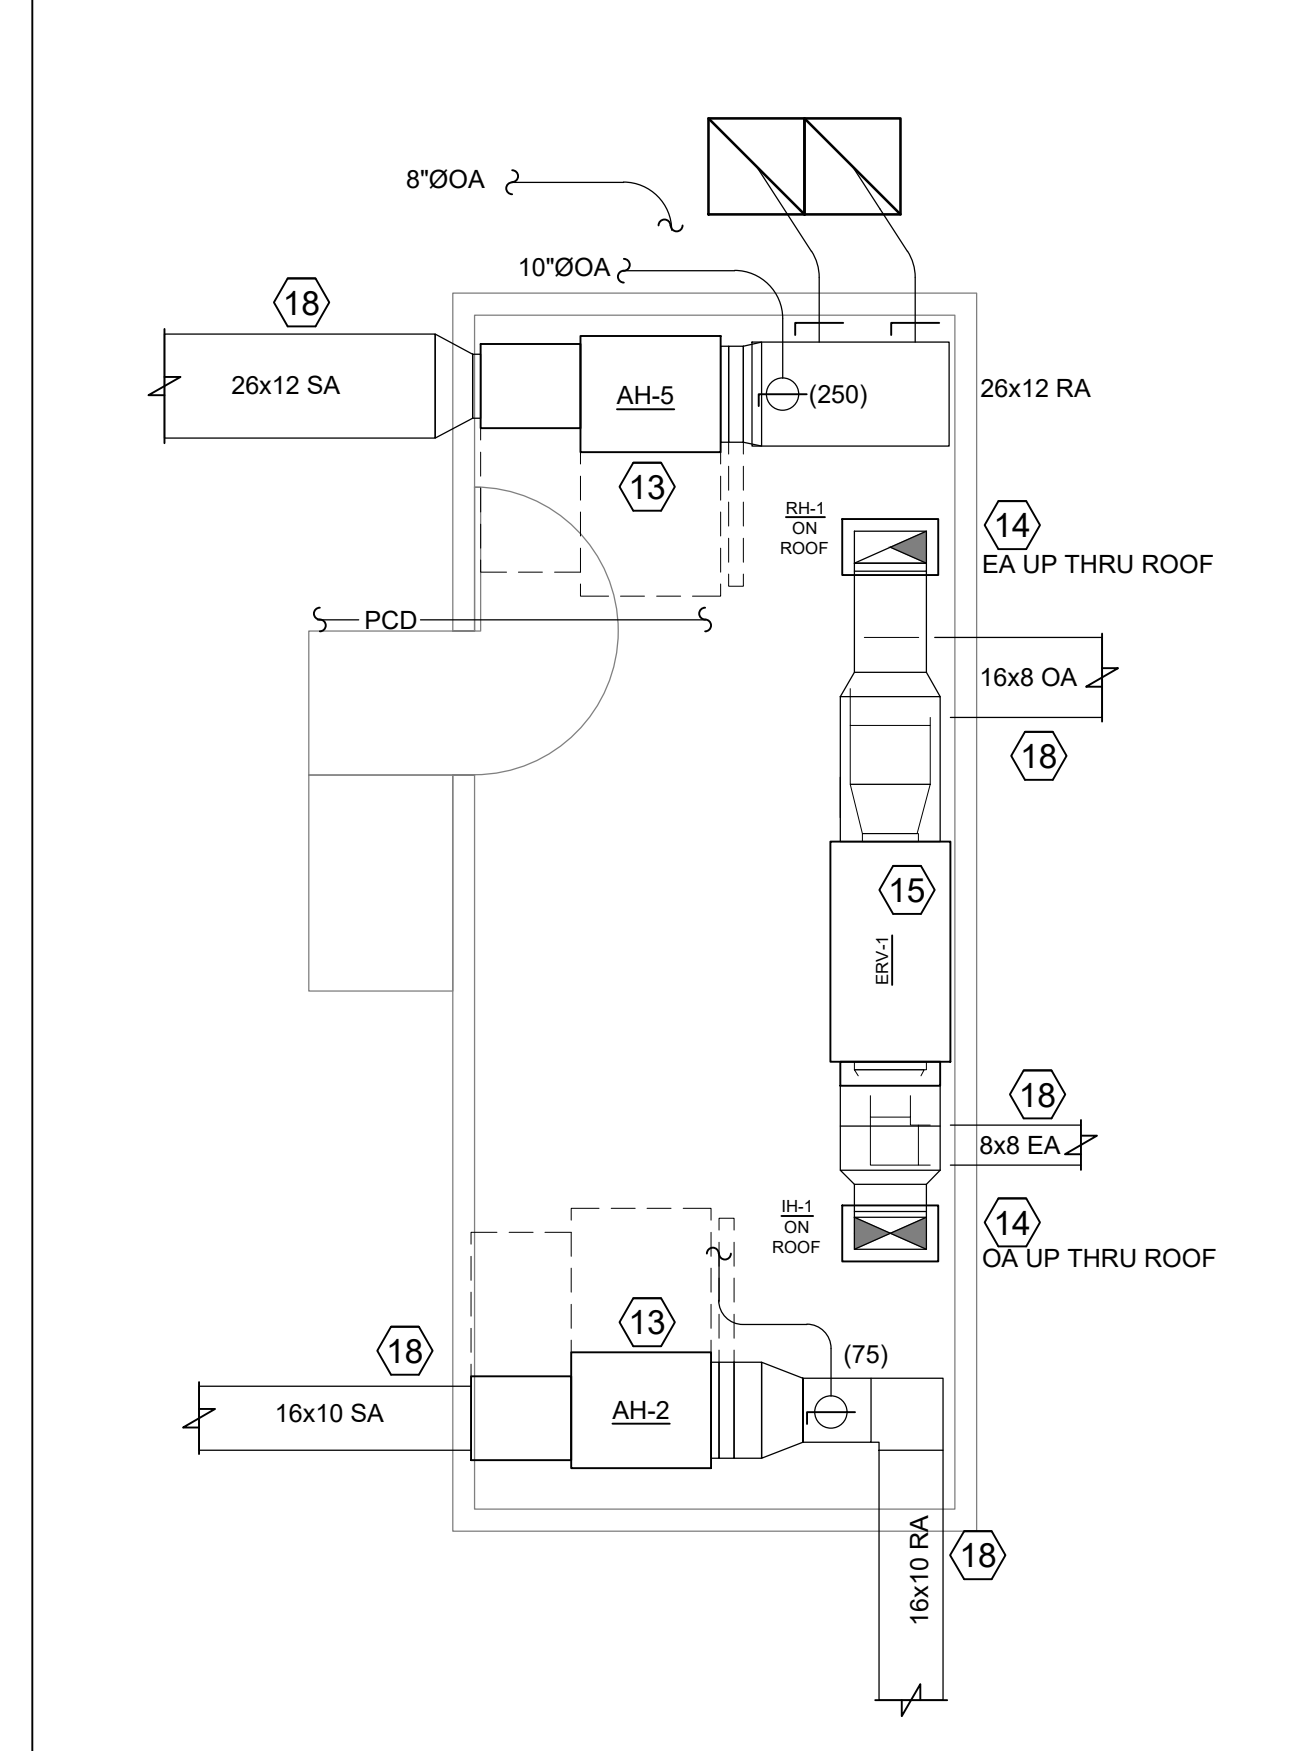 8"ØOA
10"ØOA
18
26x12 SA
AH-5
(250)
26x12 RA
13
RH-1
ON
ROOF
14
EA UP THRU ROOF
PCD
16x8 OA
18
15
ERV-1
18
8x8 EA
IH-1
ON
ROOF
14
OA UP THRU ROOF
13
18
(75)
16x10 SA
AH-2
16x10 RA
18